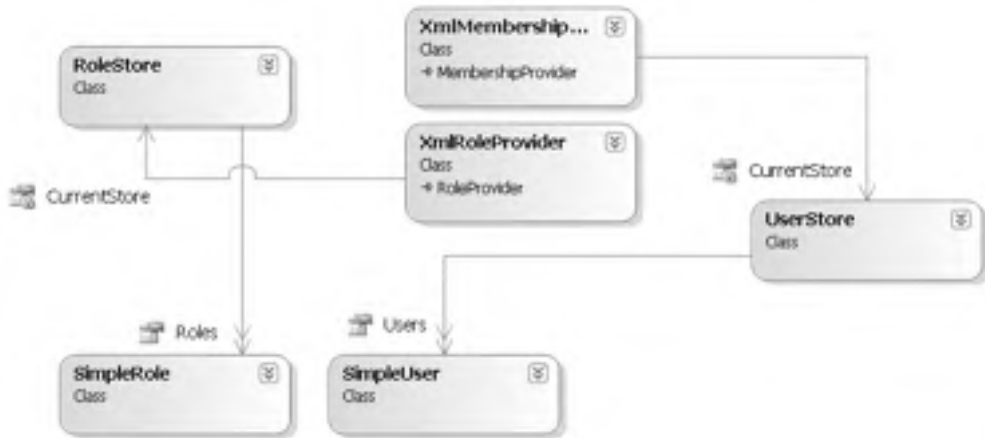 XmlMembership...
Class
MembershipProvider
RoleStore
Class
XmlRoleProvider
Class
RoleProvider
CurrentStore
CurrentStore
UserStore
Class
Roles
Users
SimpleRole
Class
SimpleUser
Class